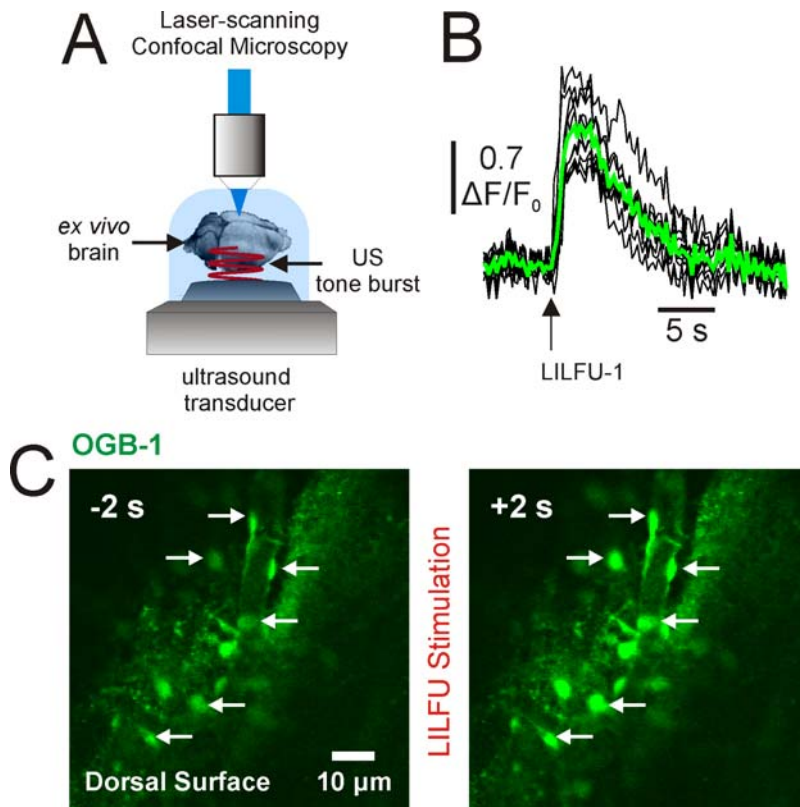 A
Laser-scanning
Confocal Microscopy
ex vivo
brain
US
tone burst
ultrasound
transducer
B
0.7
ΔF/F₀
5 s
LILFU-1
C
OGB-1
-2 s
Dorsal Surface
10 µm
LILFU Stimulation
+2 s